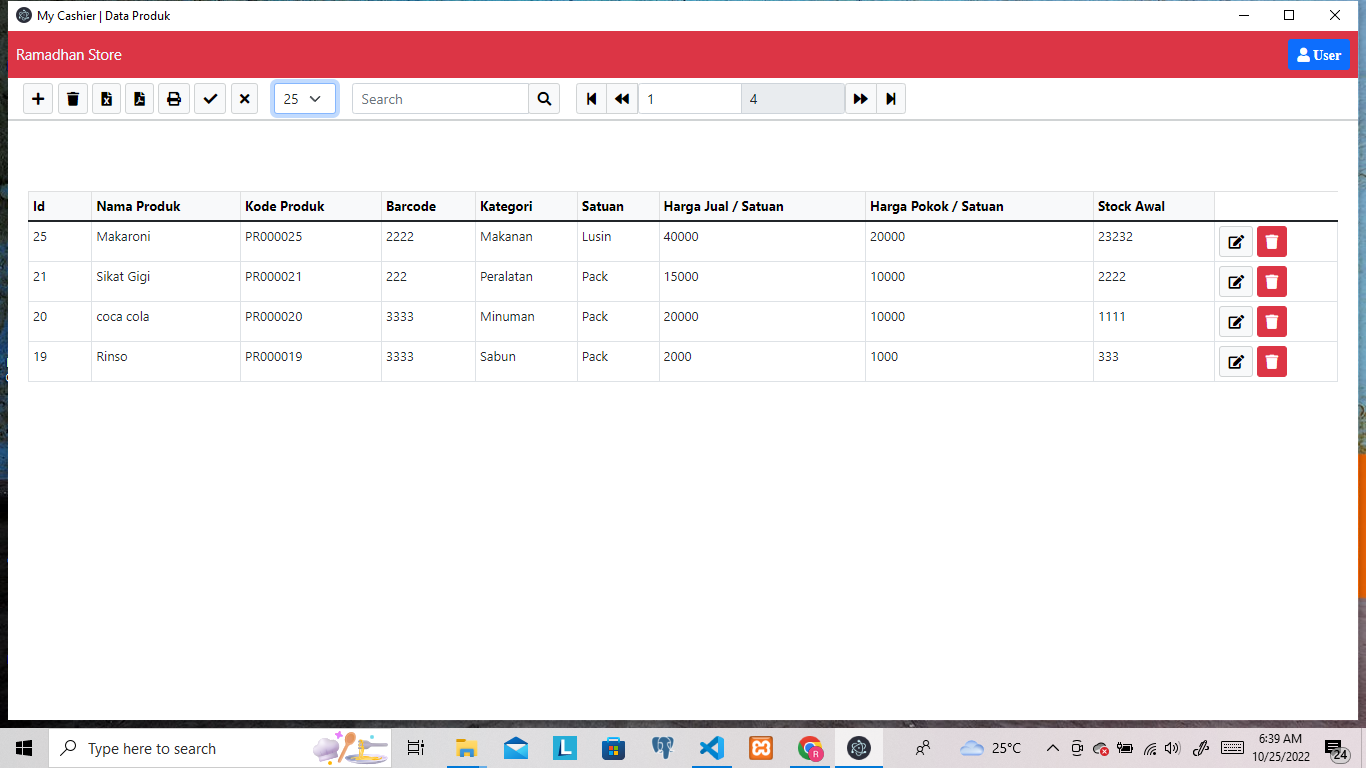 My Cashier | Data Produk
Ramadhan Store
User
25
Search
1
4
Id Nama Produk Kode Produk Barcode Kategori Satuan Harga Jual / Satuan Harga Pokok / Satuan Stock Awal
25 Makaroni PR000025 2222 Makanan Lusin 40000 20000 23232
21 Sikat Gigi PR000021 222 Peralatan Pack 15000 10000 2222
20 coca cola PR000020 3333 Minuman Pack 20000 10000 1111
19 Rinso PR000019 3333 Sabun Pack 2000 1000 333
Type here to search
L
R
25°C
6:39 AM
10/25/2022
24